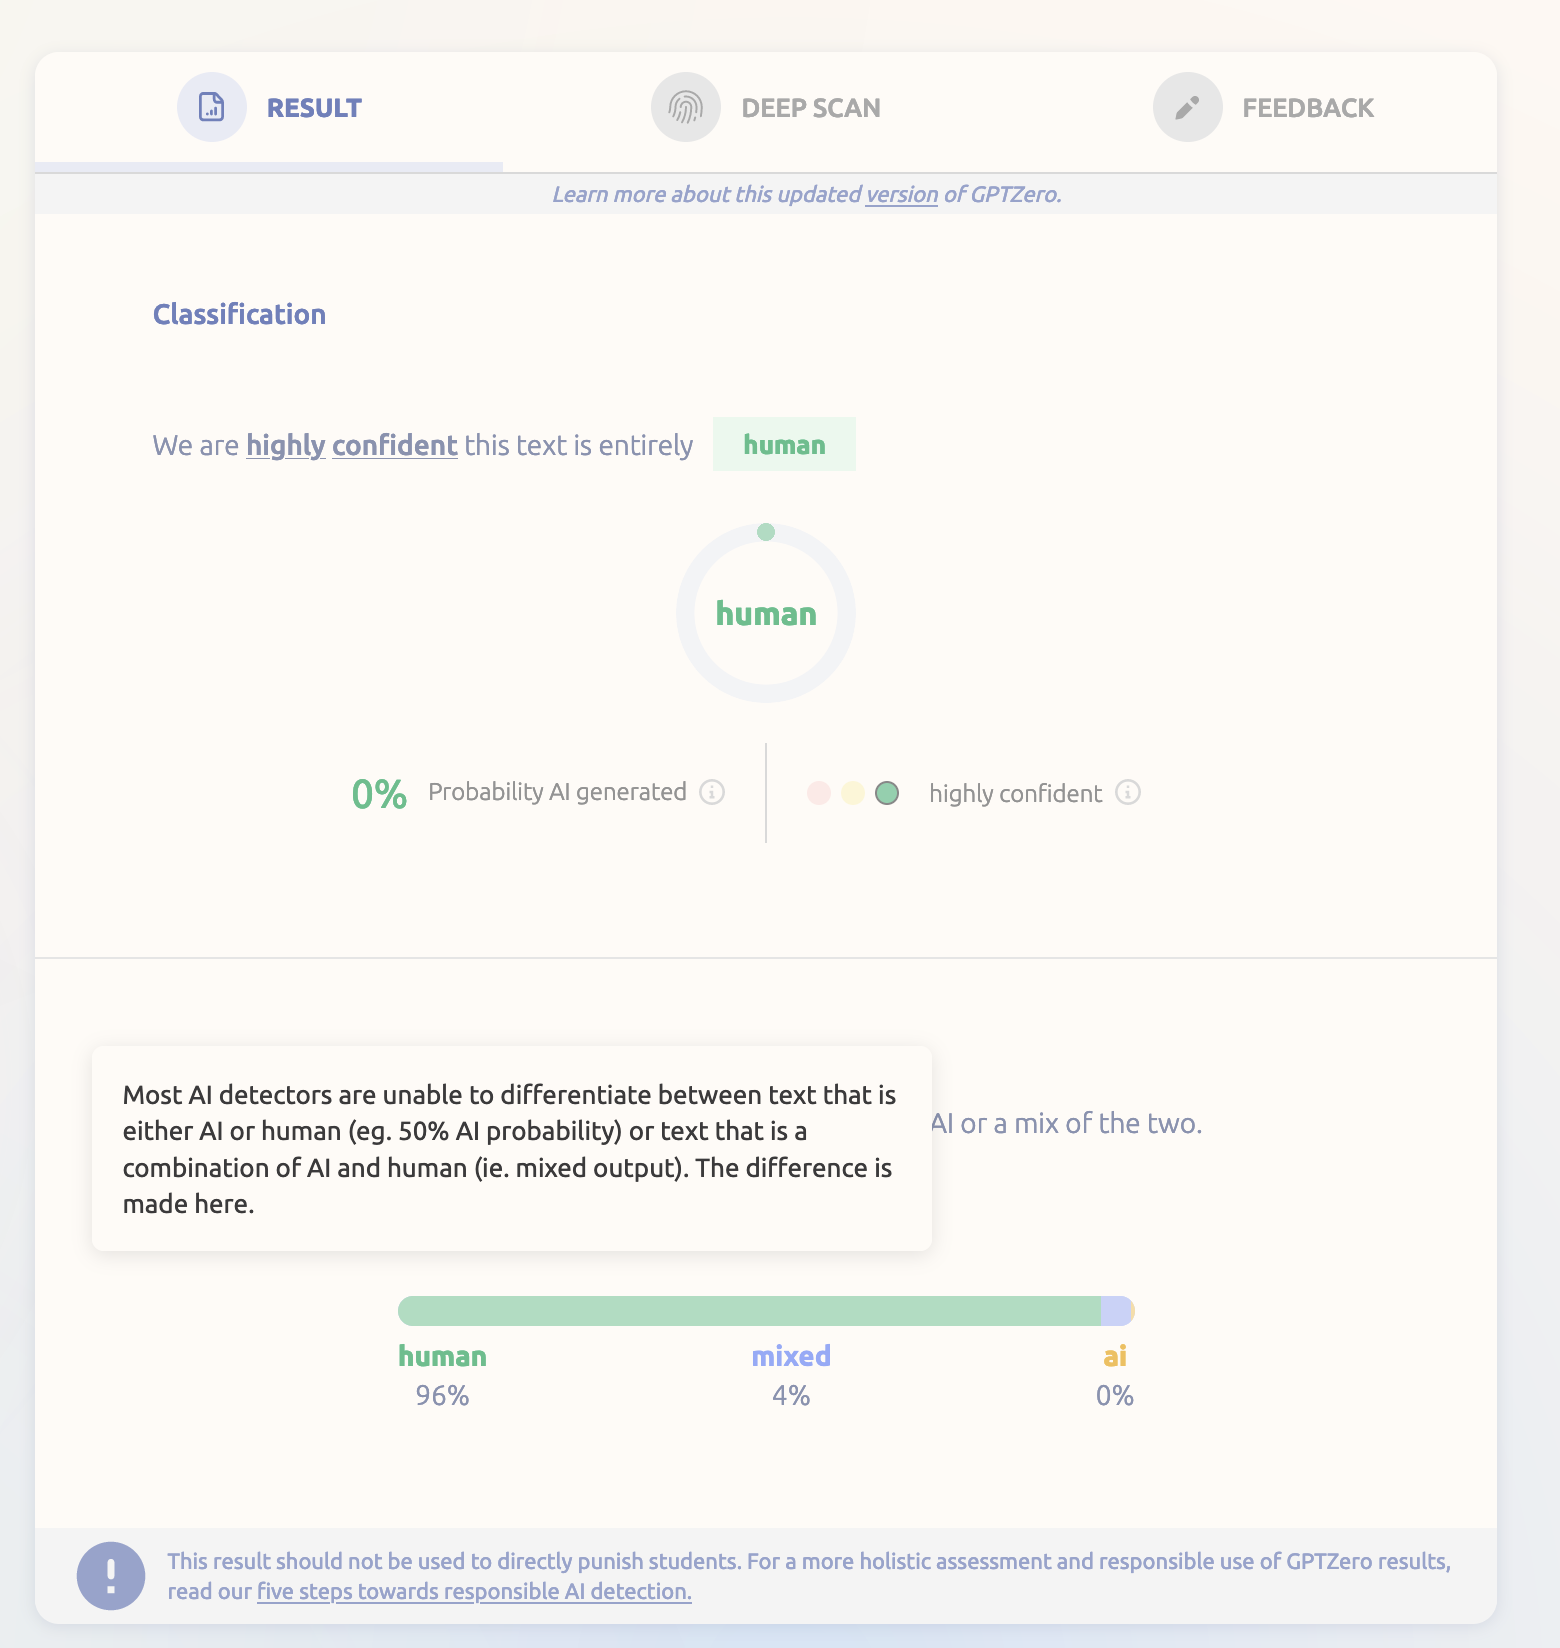 RESULT
DEEP SCAN
FEEDBACK
Learn more about this updated version of GPTZero.
Classification
We are highly confident this text is entirely human
human
0% Probability AI generated
highly confident
Most AI detectors are unable to differentiate between text that is
either AI or human (eg. 50% AI probability) or text that is a
combination of AI and human (ie. mixed output). The difference is
made here.
AI or a mix of the two.
human mixed ai
96% 4% 0%
This result should not be used to directly punish students. For a more holistic assessment and responsible use of GPTZero results,
read our five steps towards responsible AI detection.